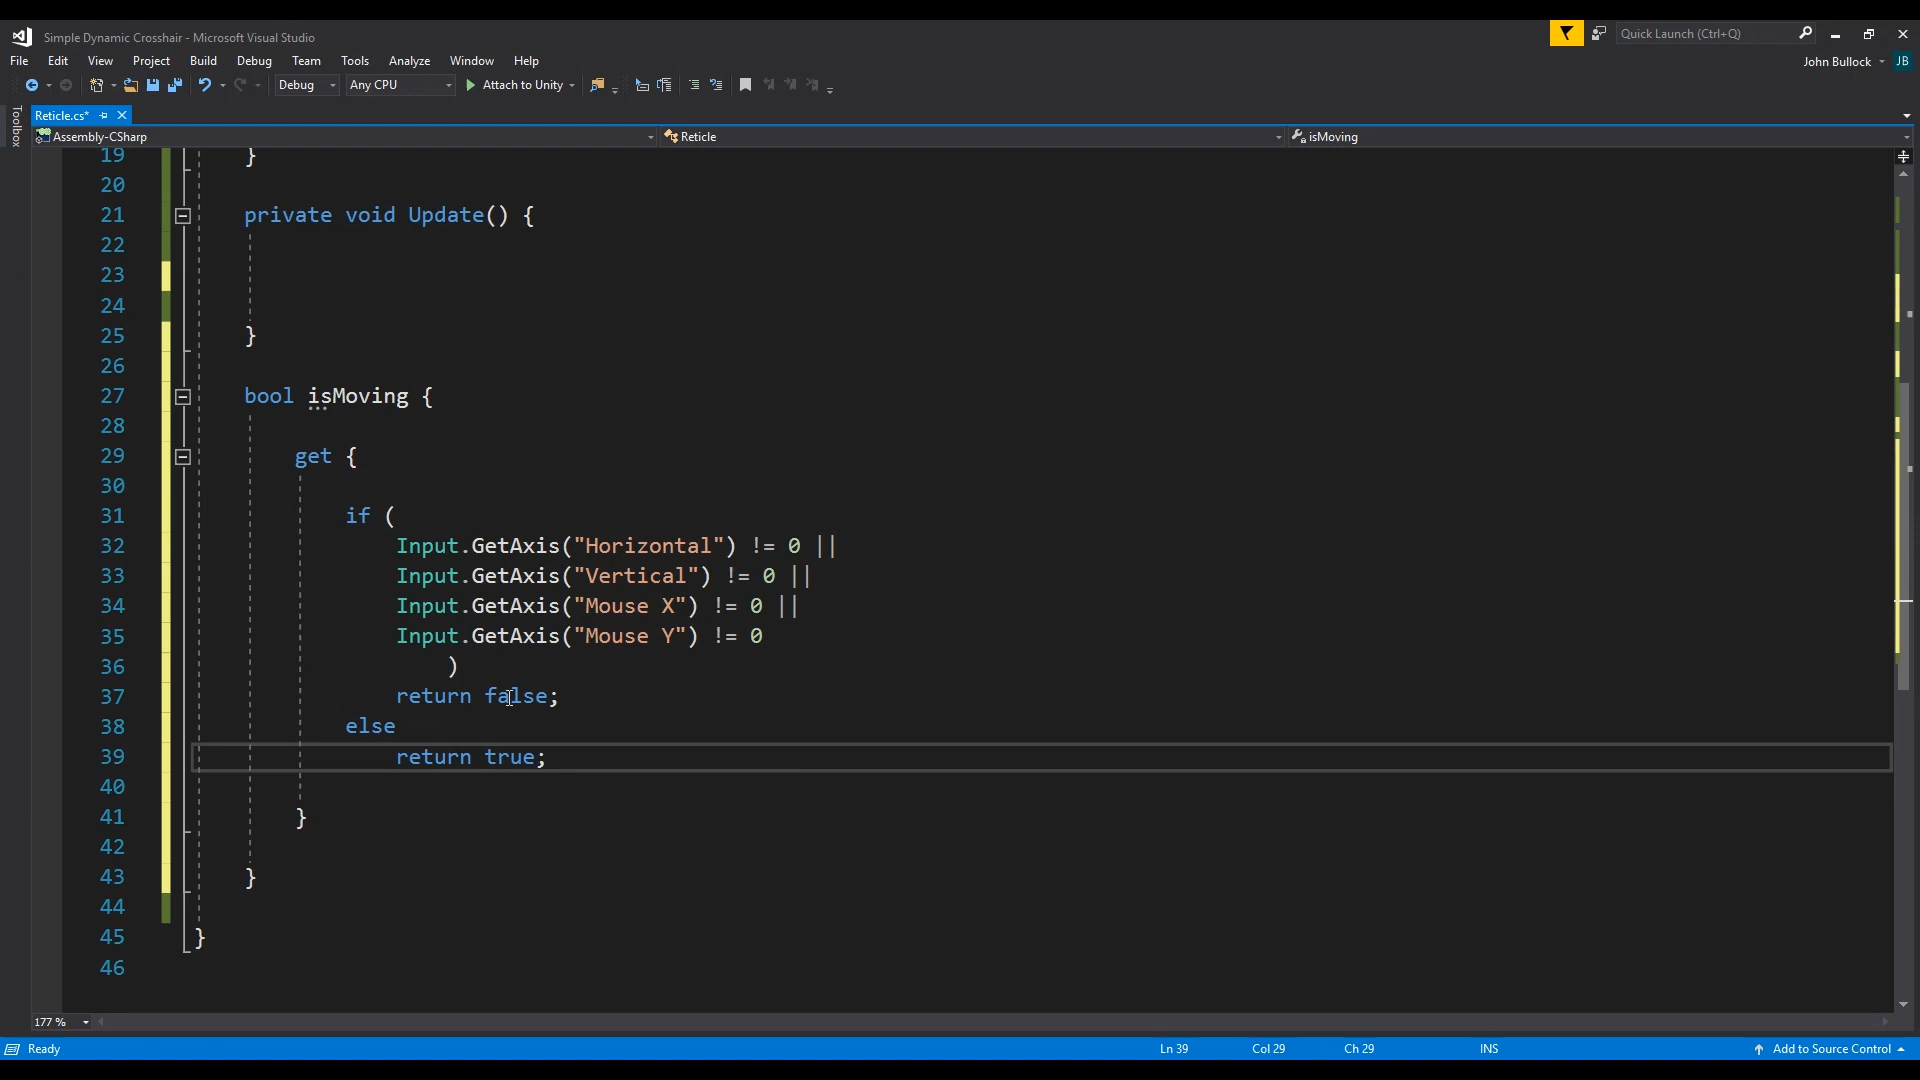 Simple Dynamic Crosshair - Microsoft Visual Studio
Quick Launch (Ctrl+Q)
File Edit View Project Build Debug Team Tools Analyze Window Help
John Bullock JB
Debug Any CPU Attach to Unity
Toolbox
Reticle.cs*
Assembly-CSharp Reticle isMoving
19 }
20
21 private void Update() {
22
23
24
25 }
26
27 bool isMoving {
28
29 get {
30
31 if (
32 Input.GetAxis("Horizontal") != 0 ||
33 Input.GetAxis("Vertical") != 0 ||
34 Input.GetAxis("Mouse X") != 0 ||
35 Input.GetAxis("Mouse Y") != 0
36 )
37 return false;
38 else
39 return true;
40
41 }
42
43 }
44
45 }
46
177 %
Ready Ln 39 Col 29 Ch 29 INS Add to Source Control